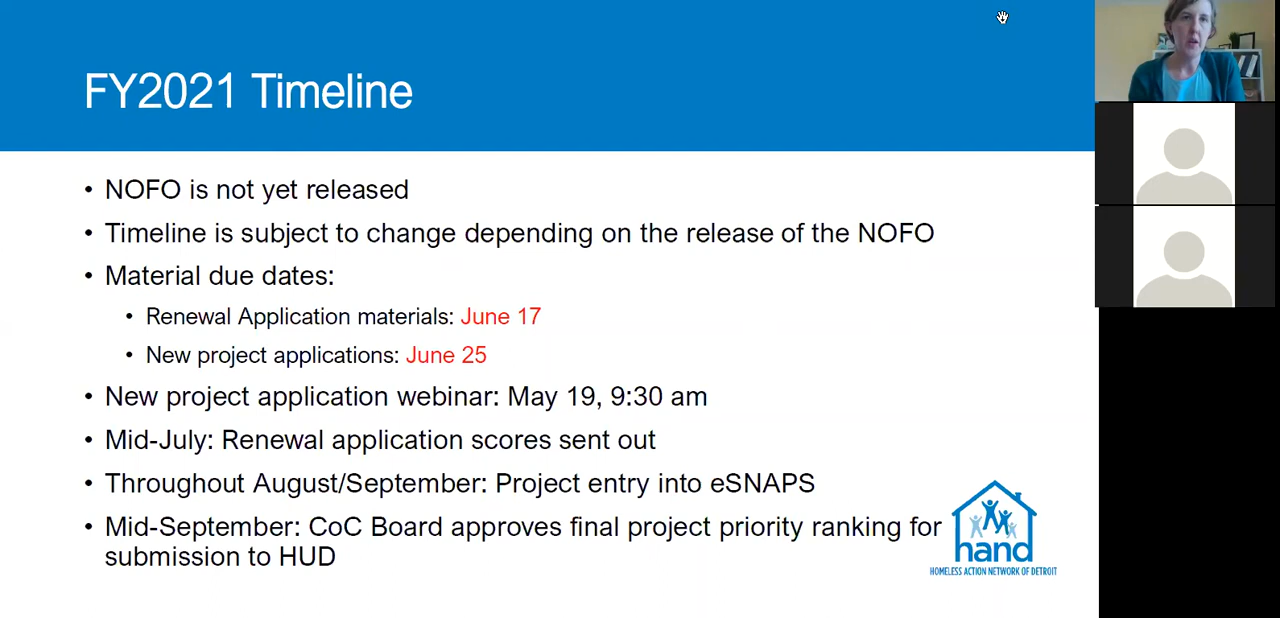 FY2021 Timeline
• NOFO is not yet released
• Timeline is subject to change depending on the release of the NOFO
• Material due dates:
• Renewal Application materials: June 17
• New project applications: June 25
• New project application webinar: May 19, 9:30 am
• Mid-July: Renewal application scores sent out
• Throughout August/September: Project entry into eSNAPS
• Mid-September: CoC Board approves final project priority ranking for
submission to HUD
hand
HOMELESS ACTION NETWORK OF DETROIT